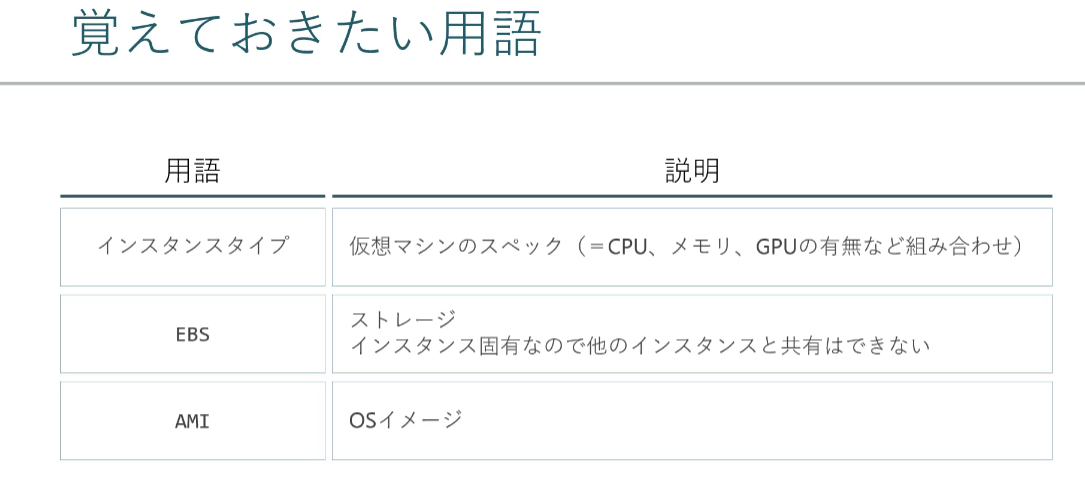 覚えておきたい用語
用語
説明
インスタンスタイプ
仮想マシンのスペック（＝CPU、メモリ、GPUの有無など組み合わせ）
EBS
ストレージ
インスタンス固有なので他のインスタンスと共有はできない
AMI
OSイメージ